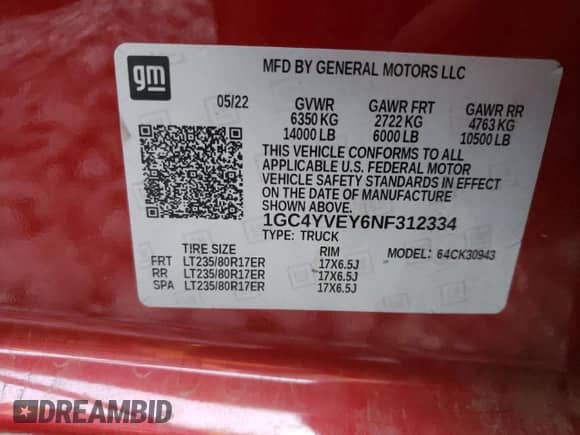 gm
MFD BY GENERAL MOTORS LLC
05/22 GVWR GAWR FRT GAWR RR
6350 KG 2722 KG 4763 KG
14000 LB 6000 LB 10500 LB
THIS VEHICLE CONFORMS TO ALL
APPLICABLE U.S. FEDERAL MOTOR
VEHICLE SAFETY STANDARDS IN EFFECT
ON THE DATE OF MANUFACTURE
SHOWN ABOVE.
1GC4YVEY6NF312334
TYPE: TRUCK MODEL: 64CK30943
TIRE SIZE RIM
FRT LT235/80R17ER 17X6.5J
RR LT235/80R17ER 17X6.5J
SPA LT235/80R17ER 17X6.5J
DREAMBID